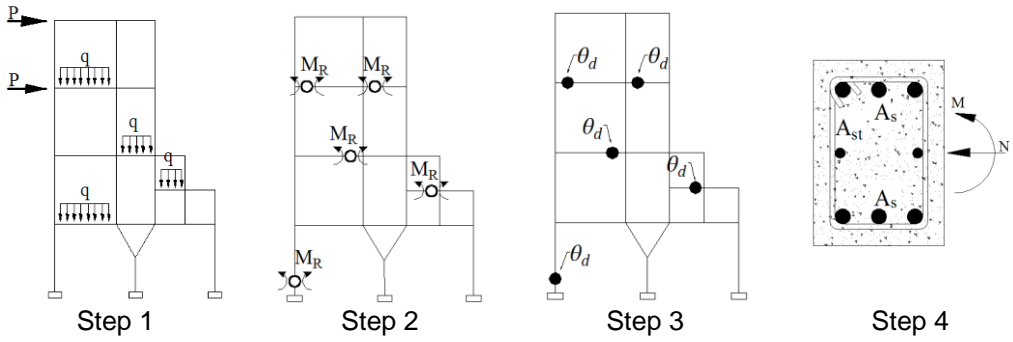 P
q
P
q
q
q
Step 1
M_R
M_R
M_R
M_R
M_R
Step 2
θ_d
θ_d
θ_d
θ_d
θ_d
Step 3
A_s
A_st
A_s
M
N
Step 4